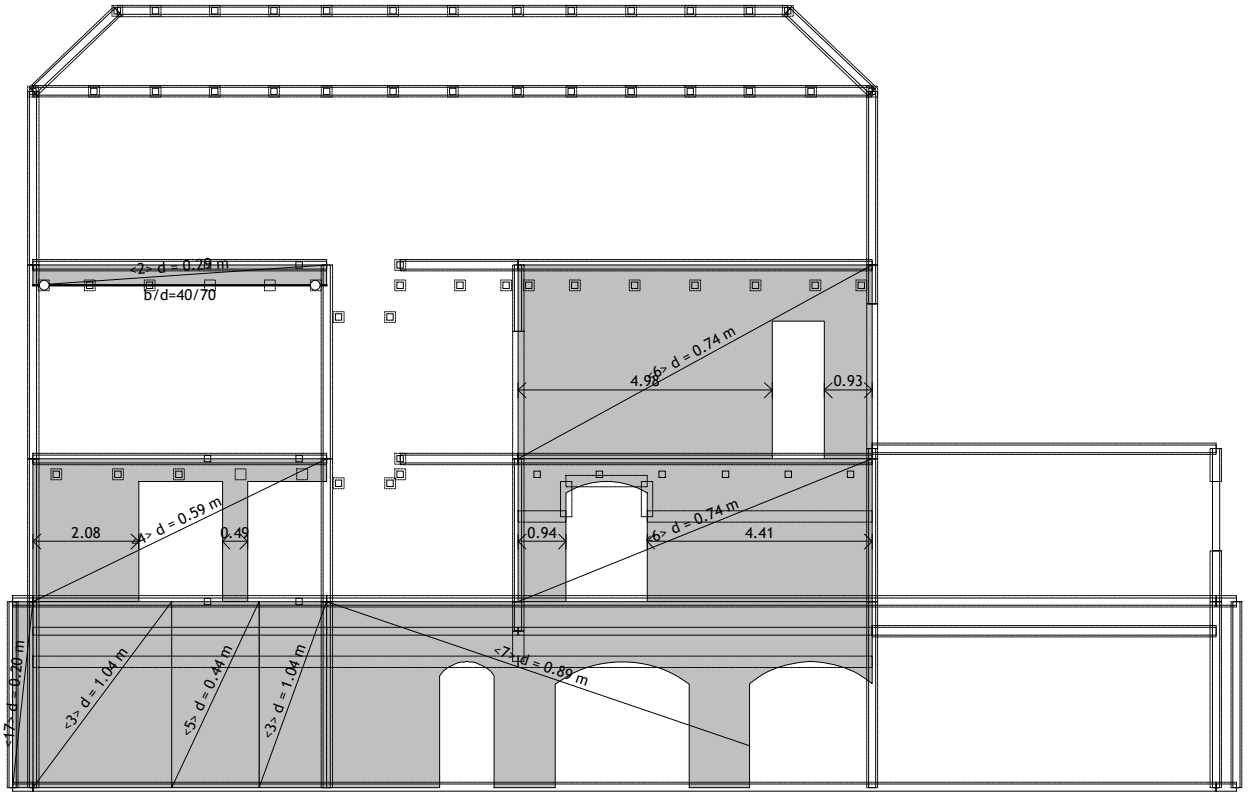 <2> d = 0.29 m
b/d=40/70
<6> d = 0.74 m
4.98
0.93
<4> d = 0.59 m
<6> d = 0.74 m
2.08
0.49
0.94
4.41
<17> d = 0.20 m
<3> d = 1.04 m
<5> d = 0.44 m
<3> d = 1.04 m
<7> d = 0.89 m